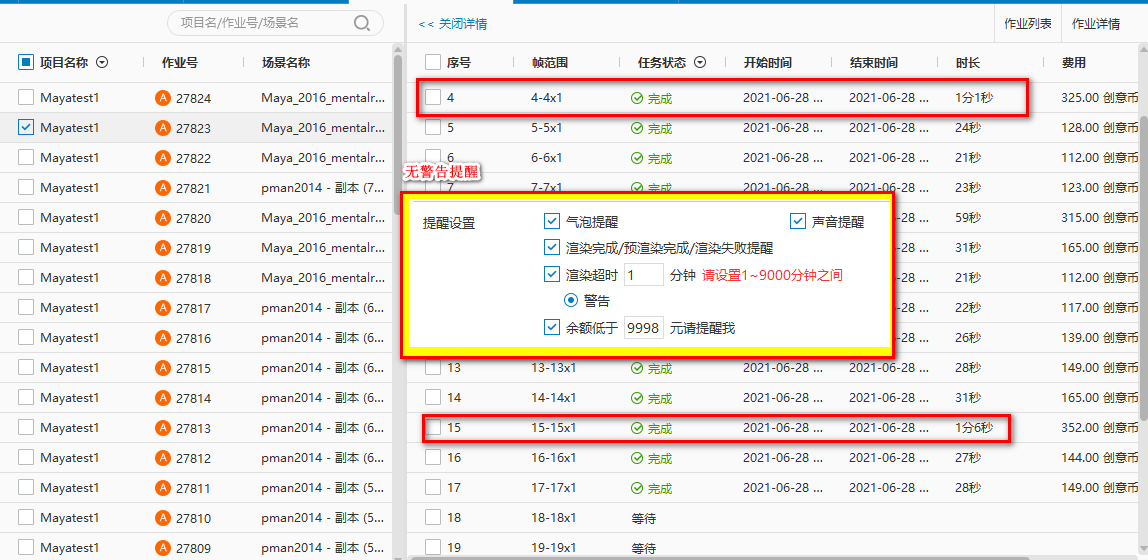 项目名/作业号/场景名
<< 关闭详情
作业列表 作业详情
项目名称 作业号 场景名称
序号 帧范围 任务状态 开始时间 结束时间 时长 费用
Mayatest1 A 27824 Maya_2016_mentalr...
4 4-4x1 完成 2021-06-28 ... 2021-06-28 ... 1分1秒 325.00 创意币
Mayatest1 A 27823 Maya_2016_mentalr...
5 5-5x1 完成 2021-06-28 ... 2021-06-28 ... 24秒 128.00 创意币
Mayatest1 A 27822 Maya_2016_mentalr...
6 6-6x1 完成 2021-06-28 ... 2021-06-28 ... 21秒 112.00 创意币
无警告提醒
Mayatest1 A 27821 pman2014 - 副本 (7...
7 7-7x1 完成 2021-06-28 ... 2021-06-28 ... 23秒 123.00 创意币
Mayatest1 A 27820 Maya_2016_mentalr...
59秒 315.00 创意币
Mayatest1 A 27819 Maya_2016_mentalr...
31秒 165.00 创意币
Mayatest1 A 27818 Maya_2016_mentalr...
21秒 112.00 创意币
Mayatest1 A 27817 pman2014 - 副本 (6...
22秒 117.00 创意币
Mayatest1 A 27816 pman2014 - 副本 (6...
26秒 139.00 创意币
提醒设置 气泡提醒 声音提醒
渲染完成/预渲染完成/渲染失败提醒
渲染超时 1 分钟 请设置1~9000分钟之间
警告
余额低于 9998 元请提醒我
Mayatest1 A 27815 pman2014 - 副本 (6...
13 13-13x1 完成 2021-06-28 ... 2021-06-28 ... 28秒 149.00 创意币
Mayatest1 A 27814 pman2014 - 副本 (6...
14 14-14x1 完成 2021-06-28 ... 2021-06-28 ... 31秒 165.00 创意币
Mayatest1 A 27813 pman2014 - 副本 (6...
15 15-15x1 完成 2021-06-28 ... 2021-06-28 ... 1分6秒 352.00 创意币
Mayatest1 A 27812 pman2014 - 副本 (6...
16 16-16x1 完成 2021-06-28 ... 2021-06-28 ... 27秒 144.00 创意币
Mayatest1 A 27811 pman2014 - 副本 (5...
17 17-17x1 完成 2021-06-28 ... 2021-06-28 ... 28秒 149.00 创意币
Mayatest1 A 27810 pman2014 - 副本 (5...
18 18-18x1 等待
Mayatest1 A 27809 pman2014 - 副本 (5...
19 19-19x1 等待